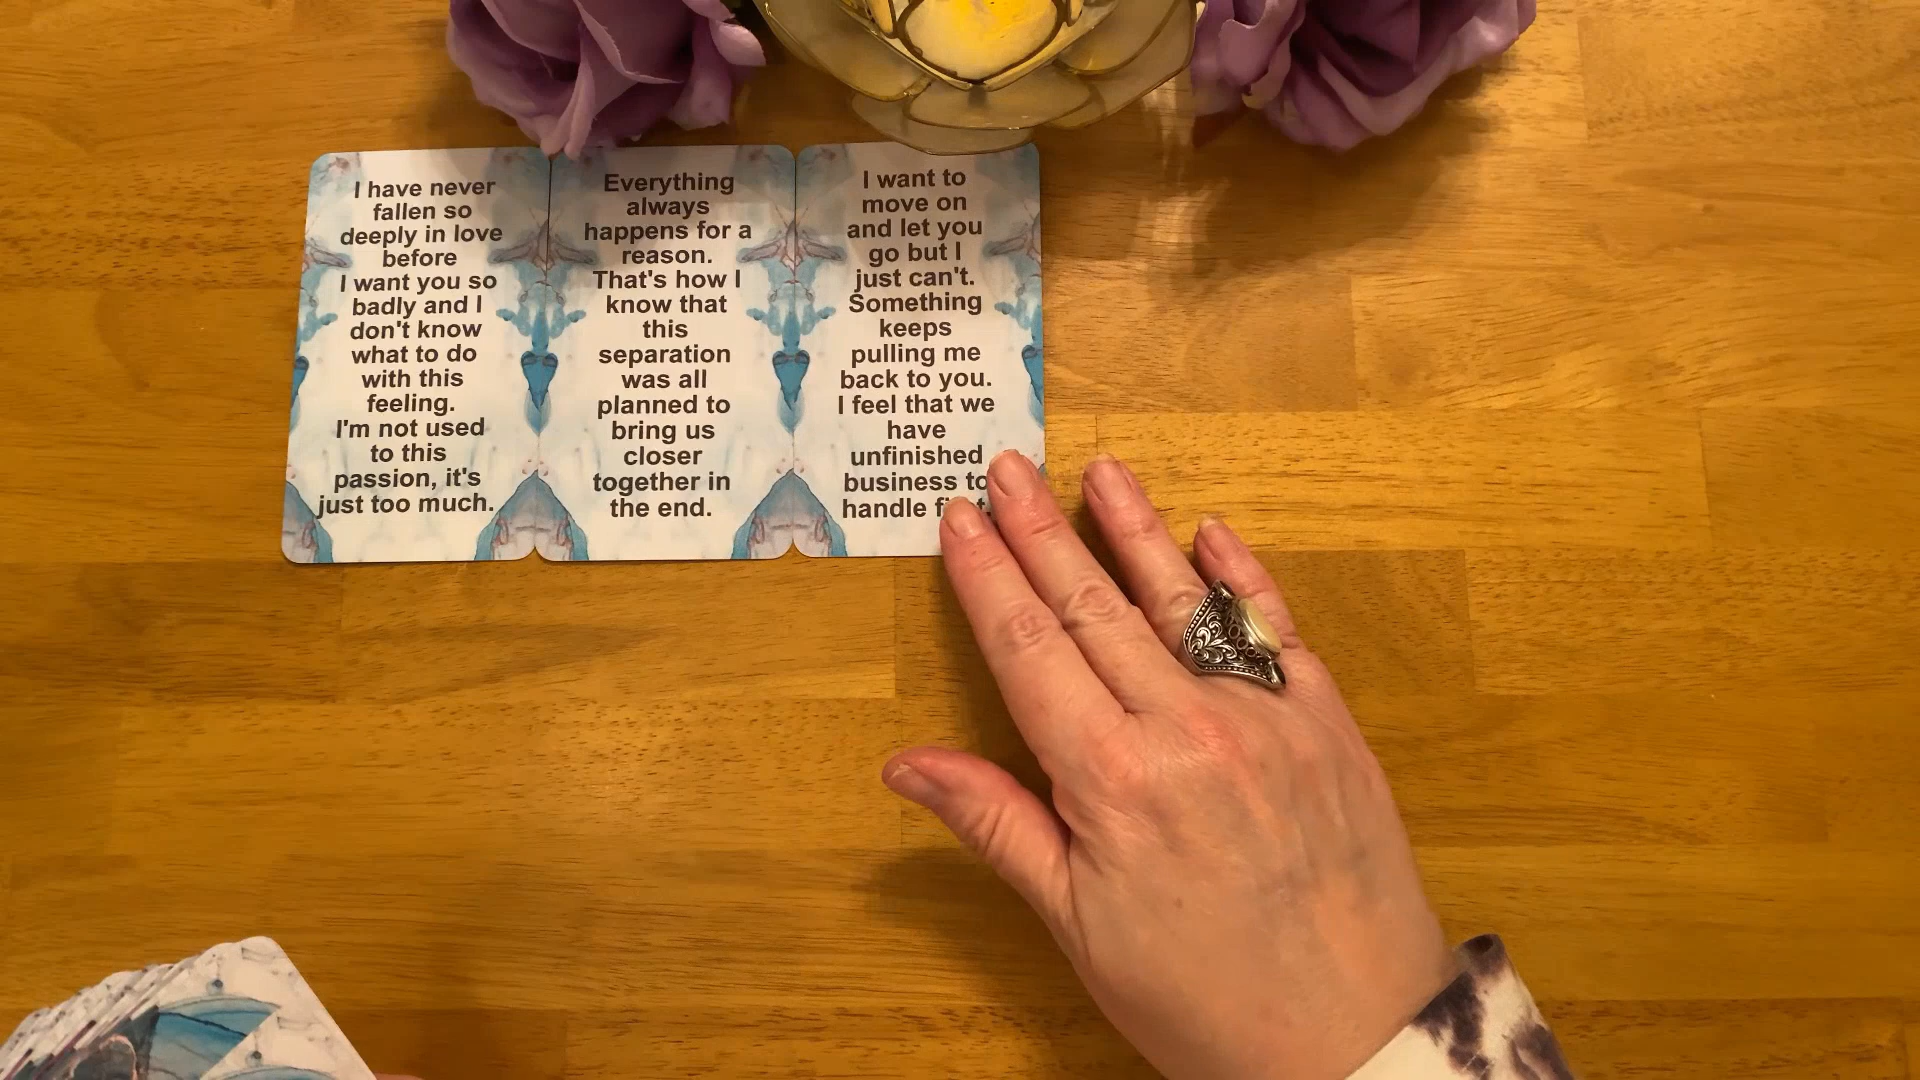 I have never
fallen so
deeply in love
before
I want you so
badly and I
don't know
what to do
with this
feeling.
I'm not used
to this
passion, it's
just too much.
Everything
always
happens for a
reason.
That's how I
know that
this
separation
was all
planned to
bring us
closer
together in
the end.
I want to
move on
and let you
go but I
just can't.
Something
keeps
pulling me
back to you.
I feel that we
have
unfinished
business to
handle